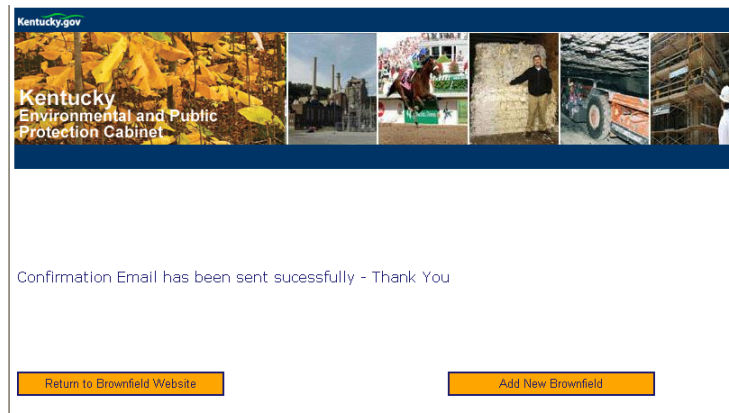 Kentucky.gov
Kentucky
Environmental and Public
Protection Cabinet
Confirmation Email has been sent sucessfully - Thank You
Return to Brownfield Website
Add New Brownfield